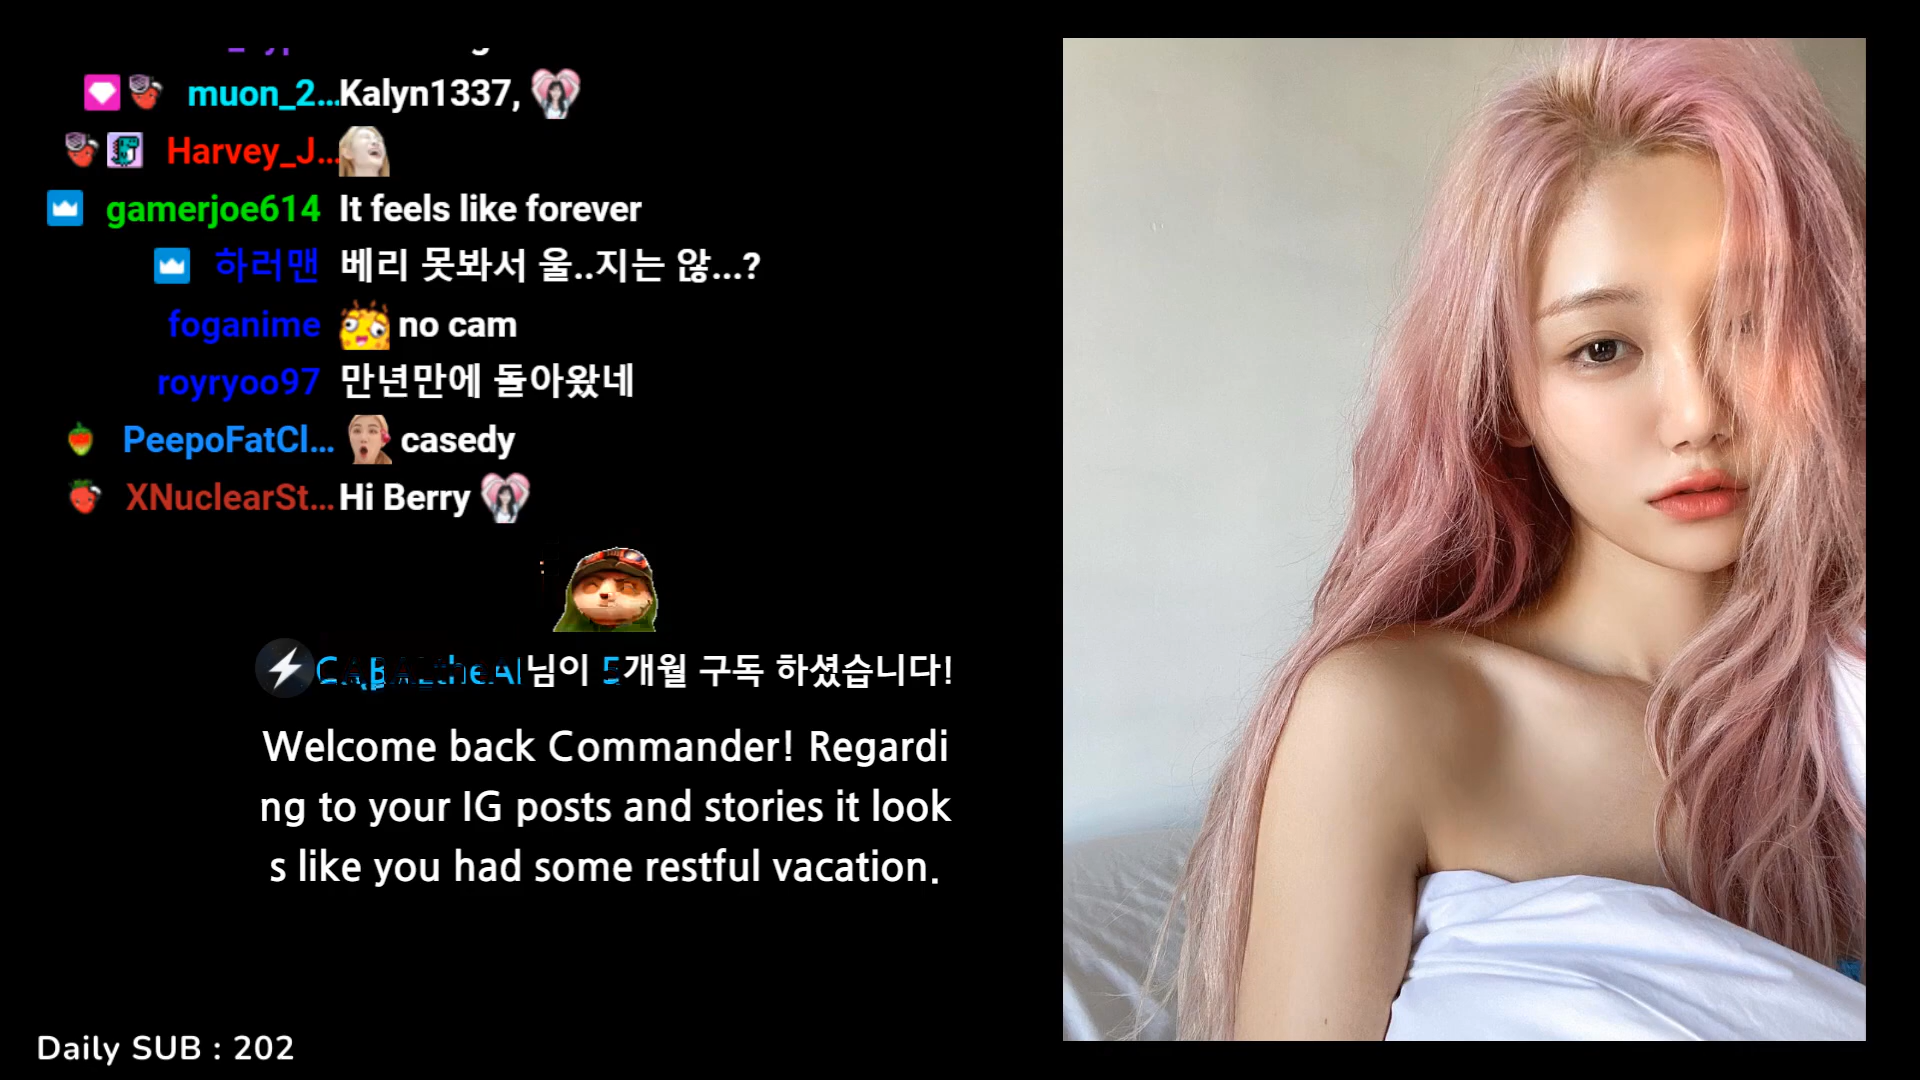 muon_2... Kalyn1337,
Harvey_J...
gamerjoe614 It feels like forever
하러맨 베리 못봐서 울..지는 않...?
foganime no cam
royryoo97 만년만에 돌아왔네
PeepoFatCl... casedy
XNuclearSt... Hi Berry
님이 5개월 구독 하셨습니다!
Welcome back Commander! Regardi
ng to your IG posts and stories it look
s like you had some restful vacation.
Daily SUB : 202